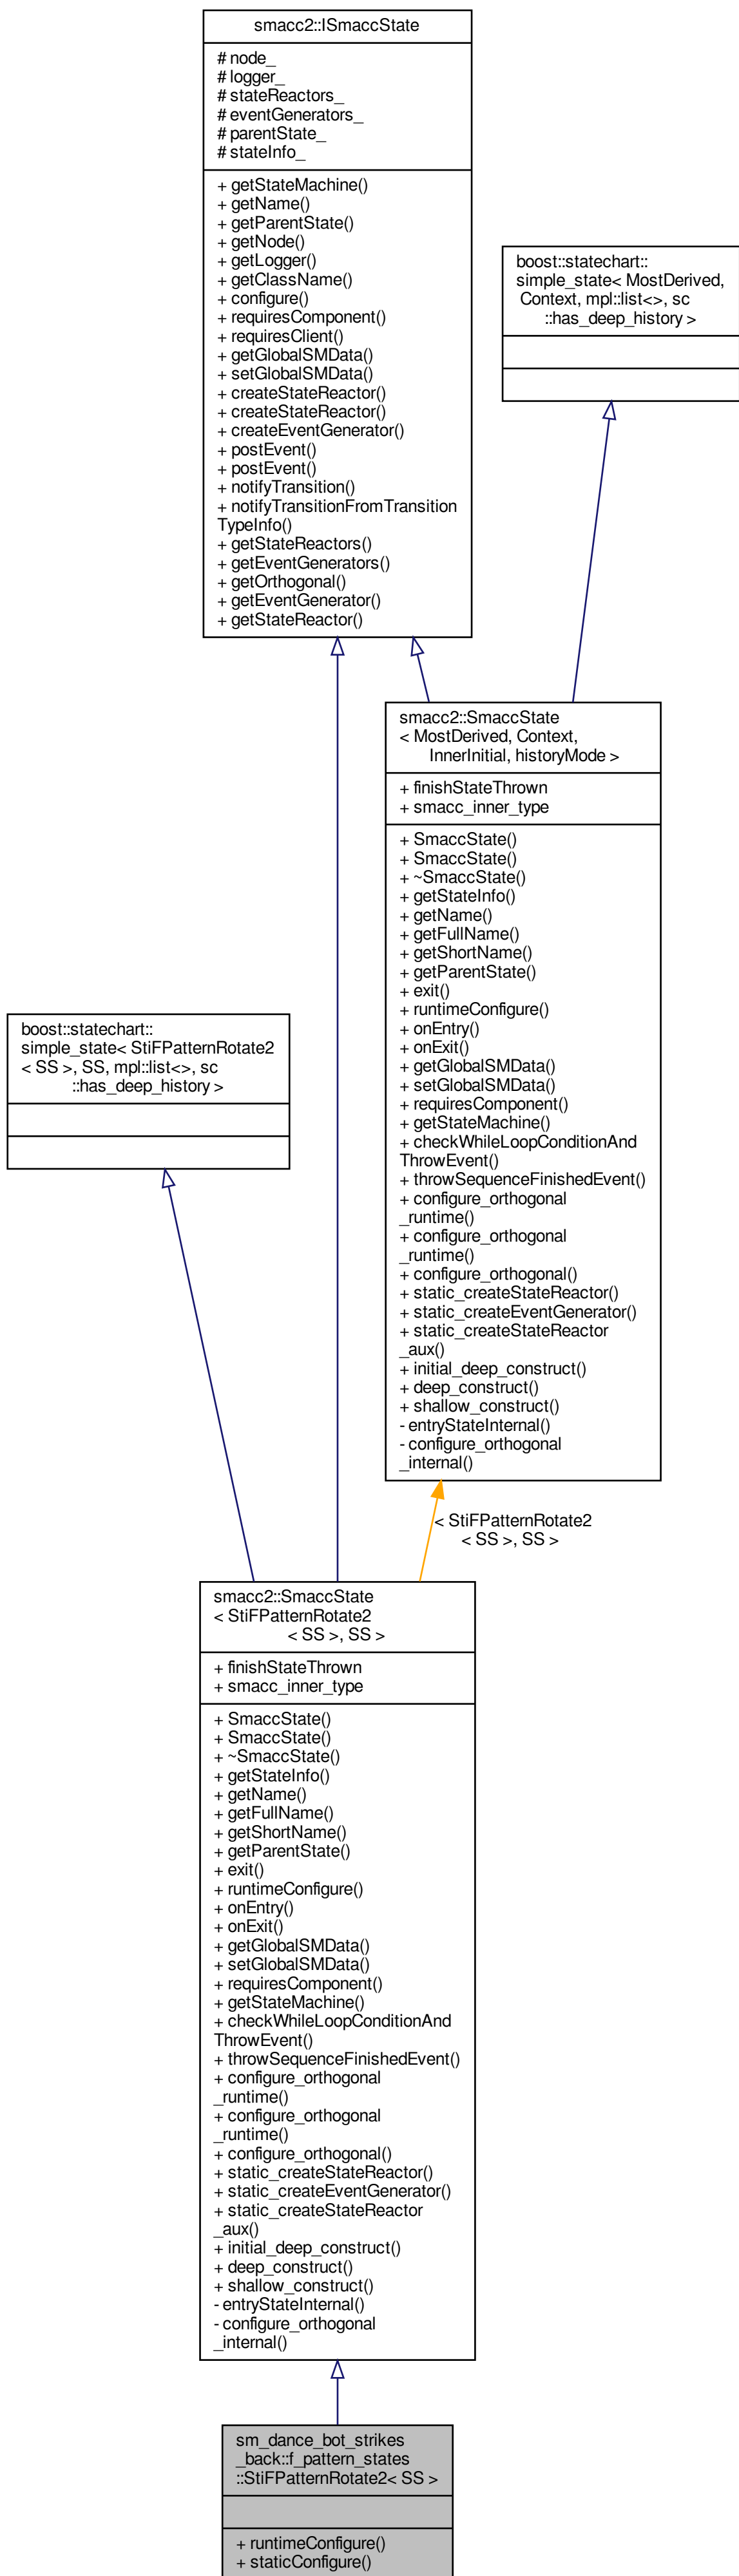 smacc2::ISmaccState
# node_
# logger_
# stateReactors_
# eventGenerators_
# parentState_
# stateInfo_
+ getStateMachine()
+ getName()
+ getParentState()
+ getNode()
+ getLogger()
+ getClassName()
+ configure()
+ requiresComponent()
+ requiresClient()
+ getGlobalSMData()
+ setGlobalSMData()
+ createStateReactor()
+ createStateReactor()
+ createEventGenerator()
+ postEvent()
+ postEvent()
+ notifyTransition()
+ notifyTransitionFromTransition
TypeInfo()
+ getStateReactors()
+ getEventGenerators()
+ getOrthogonal()
+ getEventGenerator()
+ getStateReactor()
boost::statechart::
simple_state< MostDerived,
Context, mpl::list<>, sc
::has_deep_history >
smacc2::SmaccState
< MostDerived, Context,
InnerInitial, historyMode >
+ finishStateThrown
+ smacc_inner_type
+ SmaccState()
+ SmaccState()
+ ~SmaccState()
+ getStateInfo()
+ getName()
+ getFullName()
+ getShortName()
+ getParentState()
+ exit()
+ runtimeConfigure()
+ onEntry()
+ onExit()
+ getGlobalSMData()
+ setGlobalSMData()
+ requiresComponent()
+ getStateMachine()
+ checkWhileLoopConditionAnd
ThrowEvent()
+ throwSequenceFinishedEvent()
+ configure_orthogonal
_runtime()
+ configure_orthogonal
_runtime()
+ configure_orthogonal()
+ static_createStateReactor()
+ static_createEventGenerator()
+ static_createStateReactor
_aux()
+ initial_deep_construct()
+ deep_construct()
+ shallow_construct()
- entryStateInternal()
- configure_orthogonal
_internal()
boost::statechart::
simple_state< StiFPatternRotate2
< SS >, SS, mpl::list<>, sc
::has_deep_history >
< StiFPatternRotate2
< SS >, SS >
smacc2::SmaccState
< StiFPatternRotate2
< SS >, SS >
+ finishStateThrown
+ smacc_inner_type
+ SmaccState()
+ SmaccState()
+ ~SmaccState()
+ getStateInfo()
+ getName()
+ getFullName()
+ getShortName()
+ getParentState()
+ exit()
+ runtimeConfigure()
+ onEntry()
+ onExit()
+ getGlobalSMData()
+ setGlobalSMData()
+ requiresComponent()
+ getStateMachine()
+ checkWhileLoopConditionAnd
ThrowEvent()
+ throwSequenceFinishedEvent()
+ configure_orthogonal
_runtime()
+ configure_orthogonal
_runtime()
+ configure_orthogonal()
+ static_createStateReactor()
+ static_createEventGenerator()
+ static_createStateReactor
_aux()
+ initial_deep_construct()
+ deep_construct()
+ shallow_construct()
- entryStateInternal()
- configure_orthogonal
_internal()
sm_dance_bot_strikes
_back::f_pattern_states
::StiFPatternRotate2< SS >
+ runtimeConfigure()
+ staticConfigure()